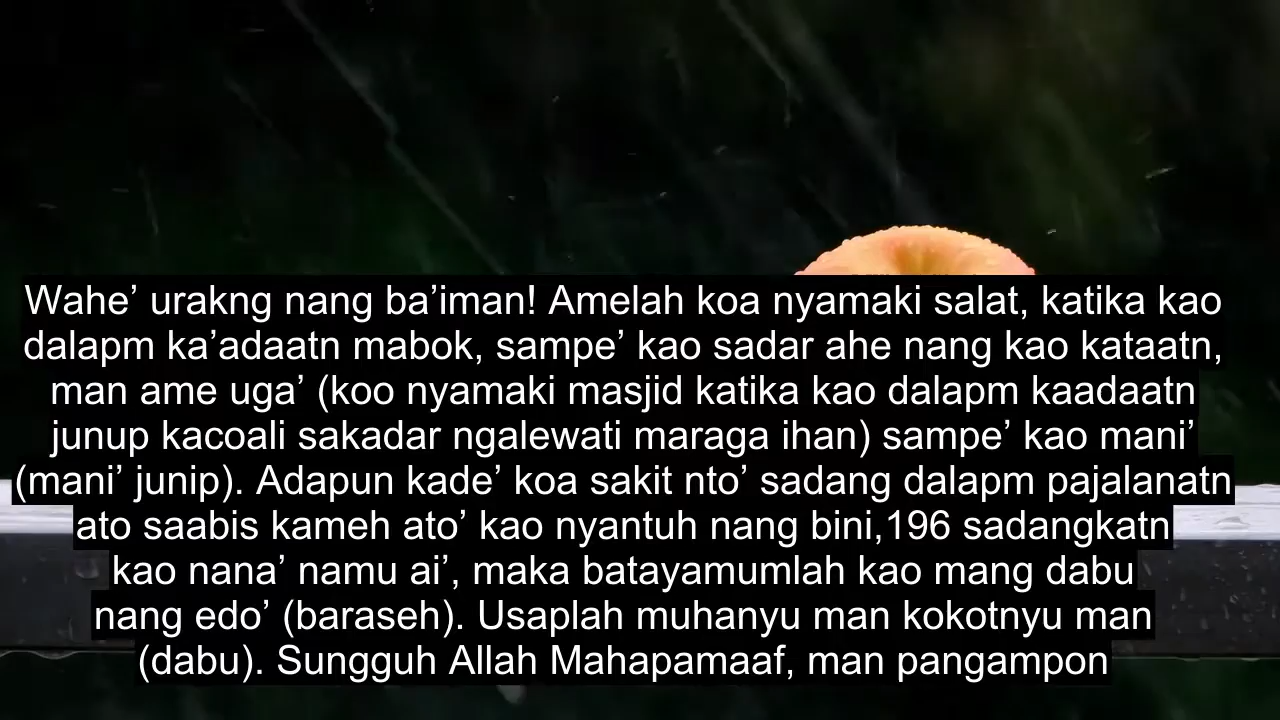 Wahe’ urakng nang ba’iman! Amelah koa nyamaki salat, katika kao
dalapm ka’adaatn mabok, sampe’ kao sadar ahe nang kao kataatn,
man ame uga’ (koo nyamaki masjid katika kao dalapm kaadaatn
junup kacoali sakadar ngalewati maraga ihan) sampe’ kao mani’
(mani’ junip). Adapun kade’ koa sakit nto’ sadang dalapm pajalanatn
ato saabis kameh ato’ kao nyantuh nang bini,196 sadangkatn
kao nana’ namu ai’, maka batayamumlah kao mang dabu
nang edo’ (baraseh). Usaplah muhanyu man kokotnyu man
(dabu). Sungguh Allah Mahapamaaf, man pangampon